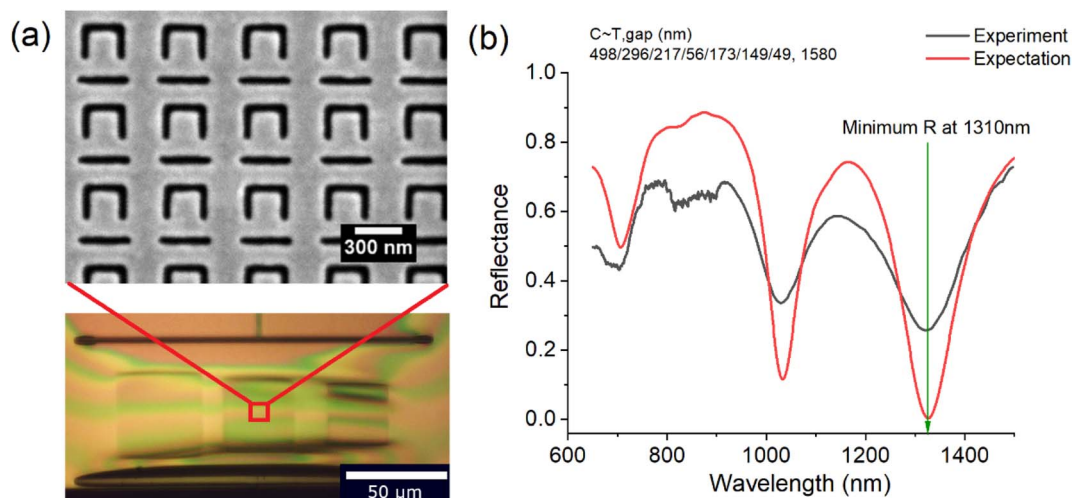 (a)
300 nm
50 µm
(b)
C~T,gap (nm)
498/296/217/56/173/149/49, 1580
Experiment
Expectation
Minimum R at 1310nm
Reflectance
1.0
0.8
0.6
0.4
0.2
0.0
600
800
1000
1200
1400
Wavelength (nm)